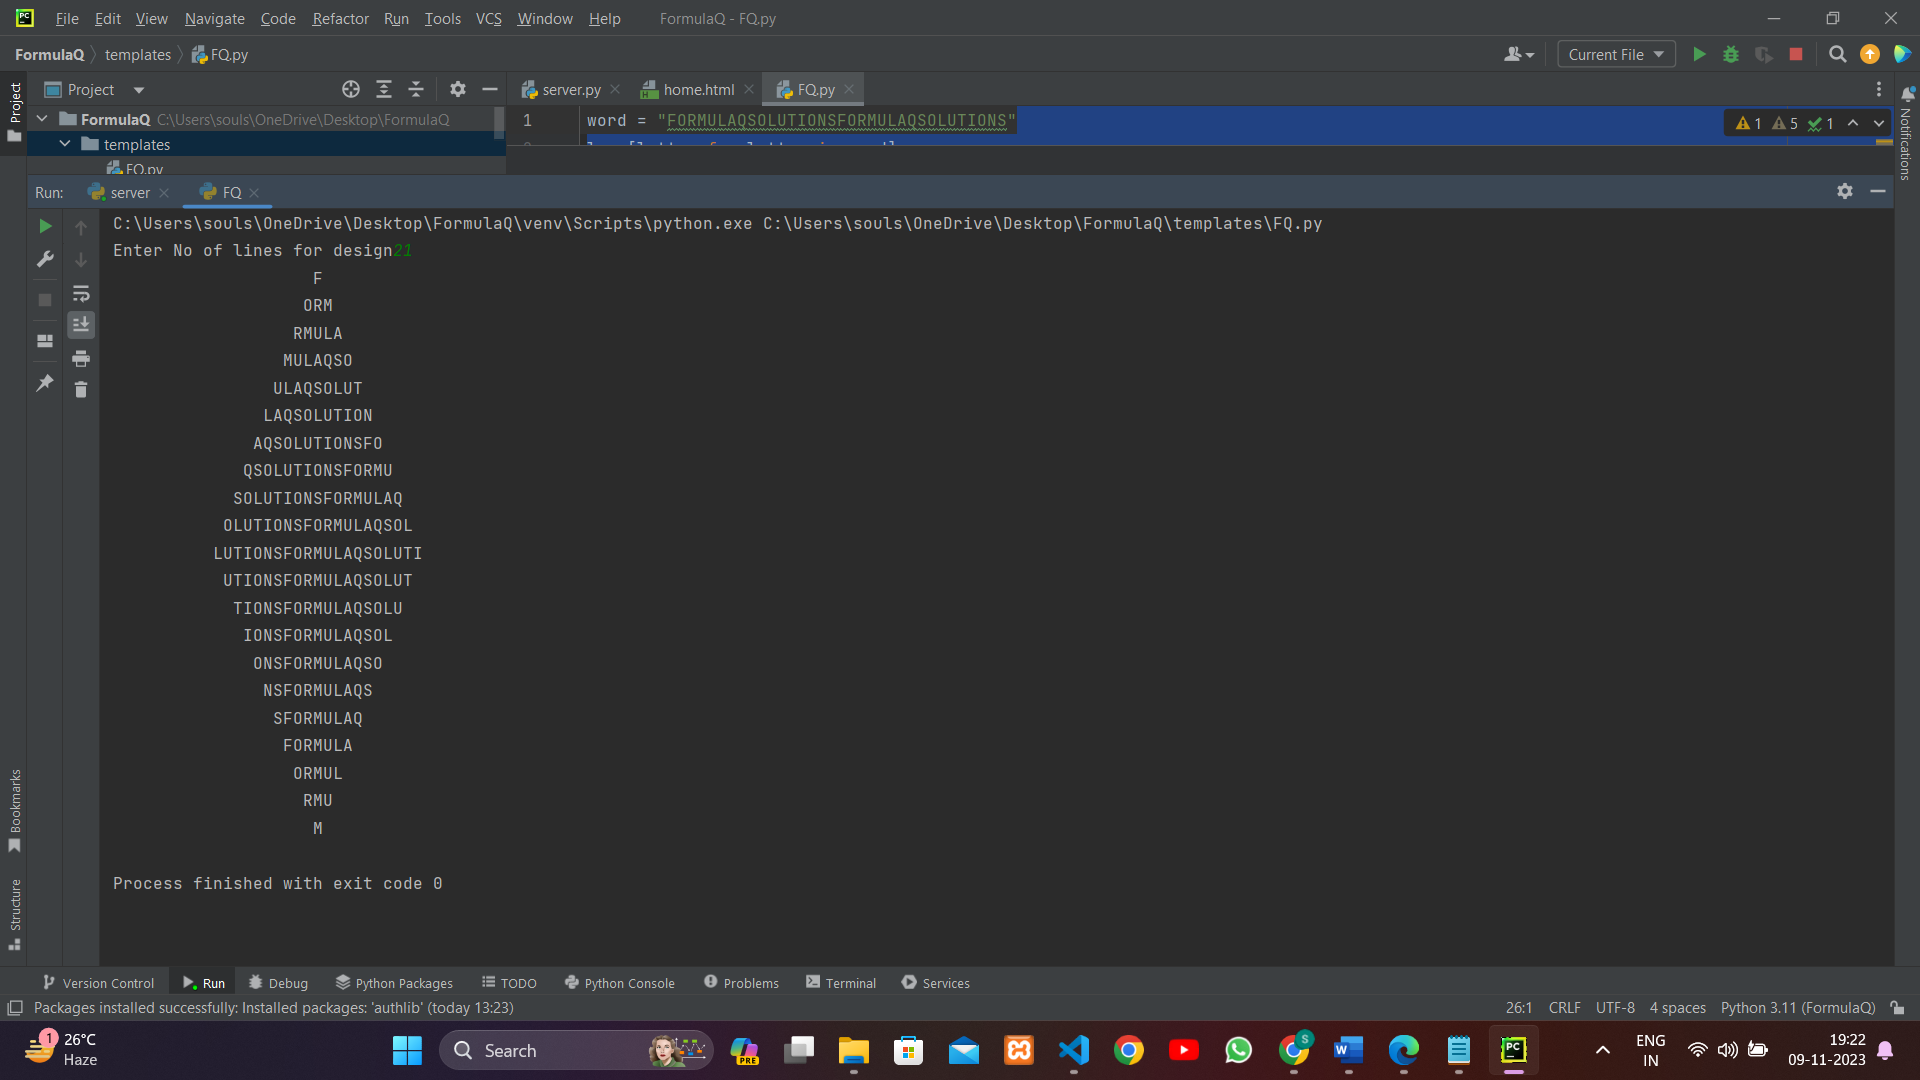 File Edit View Navigate Code Refactor Run Tools VCS Window Help FormulaQ - FQ.py
FormulaQ templates FQ.py Current File
Project
Project server.py home.html FQ.py
FormulaQ C:\Users\souls\OneDrive\Desktop\FormulaQ 1 word = "FORMULAQSOLUTIONSFORMULAQSOLUTIONS" 1 5 1
templates
FQ.py
Notifications
Run: server FQ
C:\Users\souls\OneDrive\Desktop\FormulaQ\venv\Scripts\python.exe C:\Users\souls\OneDrive\Desktop\FormulaQ\templates\FQ.py
Enter No of lines for design21
F
ORM
RMULA
MULAQSO
ULAQSOLUT
LAQSOLUTION
AQSOLUTIONSFO
QSOLUTIONSFORMU
SOLUTIONSFORMULAQ
OLUTIONSFORMULAQSOL
LUTIONSFORMULAQSOLUTI
UTIONSFORMULAQSOLUT
TIONSFORMULAQSOLU
IONSFORMULAQSOL
ONSFORMULAQSO
NSFORMULAQS
SFORMULAQ
FORMULA
ORMUL
RMU
M
Process finished with exit code 0
Bookmarks
Structure
Version Control Run Debug Python Packages TODO Python Console Problems Terminal Services
Packages installed successfully: Installed packages: 'authlib' (today 13:23) 26:1 CRLF UTF-8 4 spaces Python 3.11 (FormulaQ)
1 26°C
Haze
Search
PRE
S
ENG
IN
19:22
09-11-2023